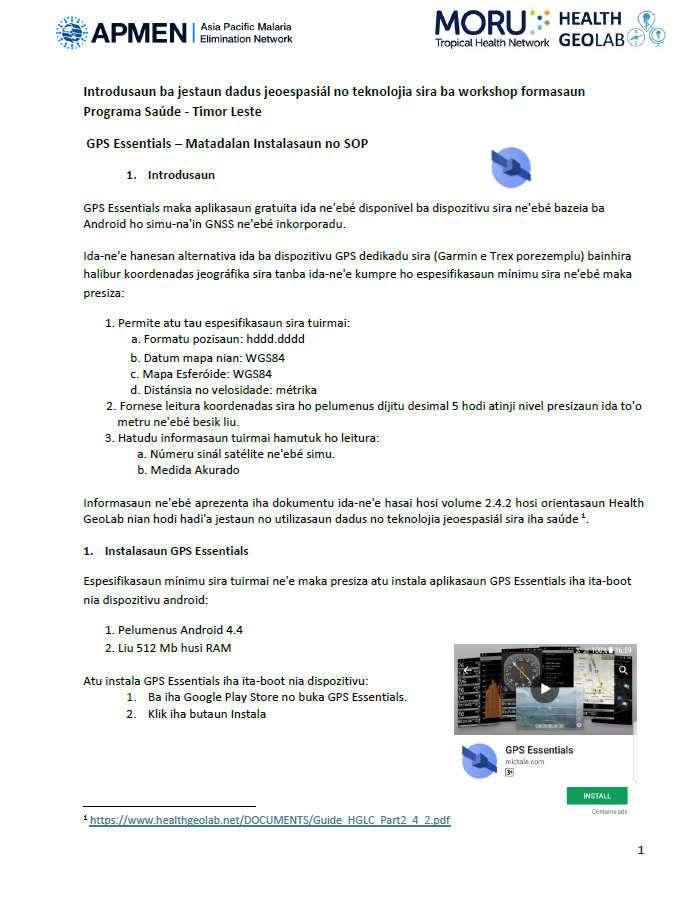 APMEN
Asia Pacific Malaria
Elimination Network
MORU
Tropical Health Network
HEALTH
GEOLAB
Introdusaun ba jestaun dadus jeoespasiál no teknolojia sira ba workshop formasaun
Programa Saúde - Timor Leste
GPS Essentials – Matadalan Instalasaun no SOP
1. Introdusaun
GPS Essentials maka aplikasaun gratuita ida ne'ebé disponivel ba dispozitivu sira ne'ebé bazeia ba
Android ho simu-na'in GNSS ne'ebé inkorporadu.
Ida-ne'e hanesan alternativa ida ba dispozitivu GPS dedikadu sira (Garmin e Trex porezemplu) bainhira
halibur koordenadas jeográfika sira tanba ida-ne'e kumpre ho espesifikasaun mínimu sira ne'ebé maka
presiza:
1. Permite atu tau espesifikasaun sira tuirmai:
a. Formatu pozisaun: hddd.dddd
b. Datum mapa nian: WGS84
c. Mapa Esferóide: WGS84
d. Distánsia no velosidade: métrika
2. Fornese leitura koordenadas sira ho pelumenus díjitu desimal 5 hodi atinji nivel presizaun ida to'o
metru ne'ebé besik liu.
3. Hatudu informasaun tuirmai hamutuk ho leitura:
a. Númeru sinál satélite ne'ebé simu.
b. Medida Akurado
Informasaun ne'ebé aprezenta iha dokumentu ida-ne'e hasai hosi volume 2.4.2 hosi orientasaun Health
GeoLab nian hodi hadi'a jestaun no utilizasaun dadus no teknolojia jeoespasiál sira iha saúde 1.
1. Instalasaun GPS Essentials
Espesifikasaun mínimu sira tuirmai ne'e maka presiza atu instala aplikasaun GPS Essentials iha ita-boot
nia dispozitivu android:
1. Pelumenus Android 4.4
2. Liu 512 Mb husi RAM
Atu instala GPS Essentials iha ita-boot nia dispozitivu:
1. Ba iha Google Play Store no buka GPS Essentials.
2. Klik iha butaun Instala
100% 16:59
GPS Essentials
mictale.com
3+
INSTALL
Contains ads
1 https://www.healthgeolab.net/DOCUMENTS/Guide_HGLC_Part2_4_2.pdf
1